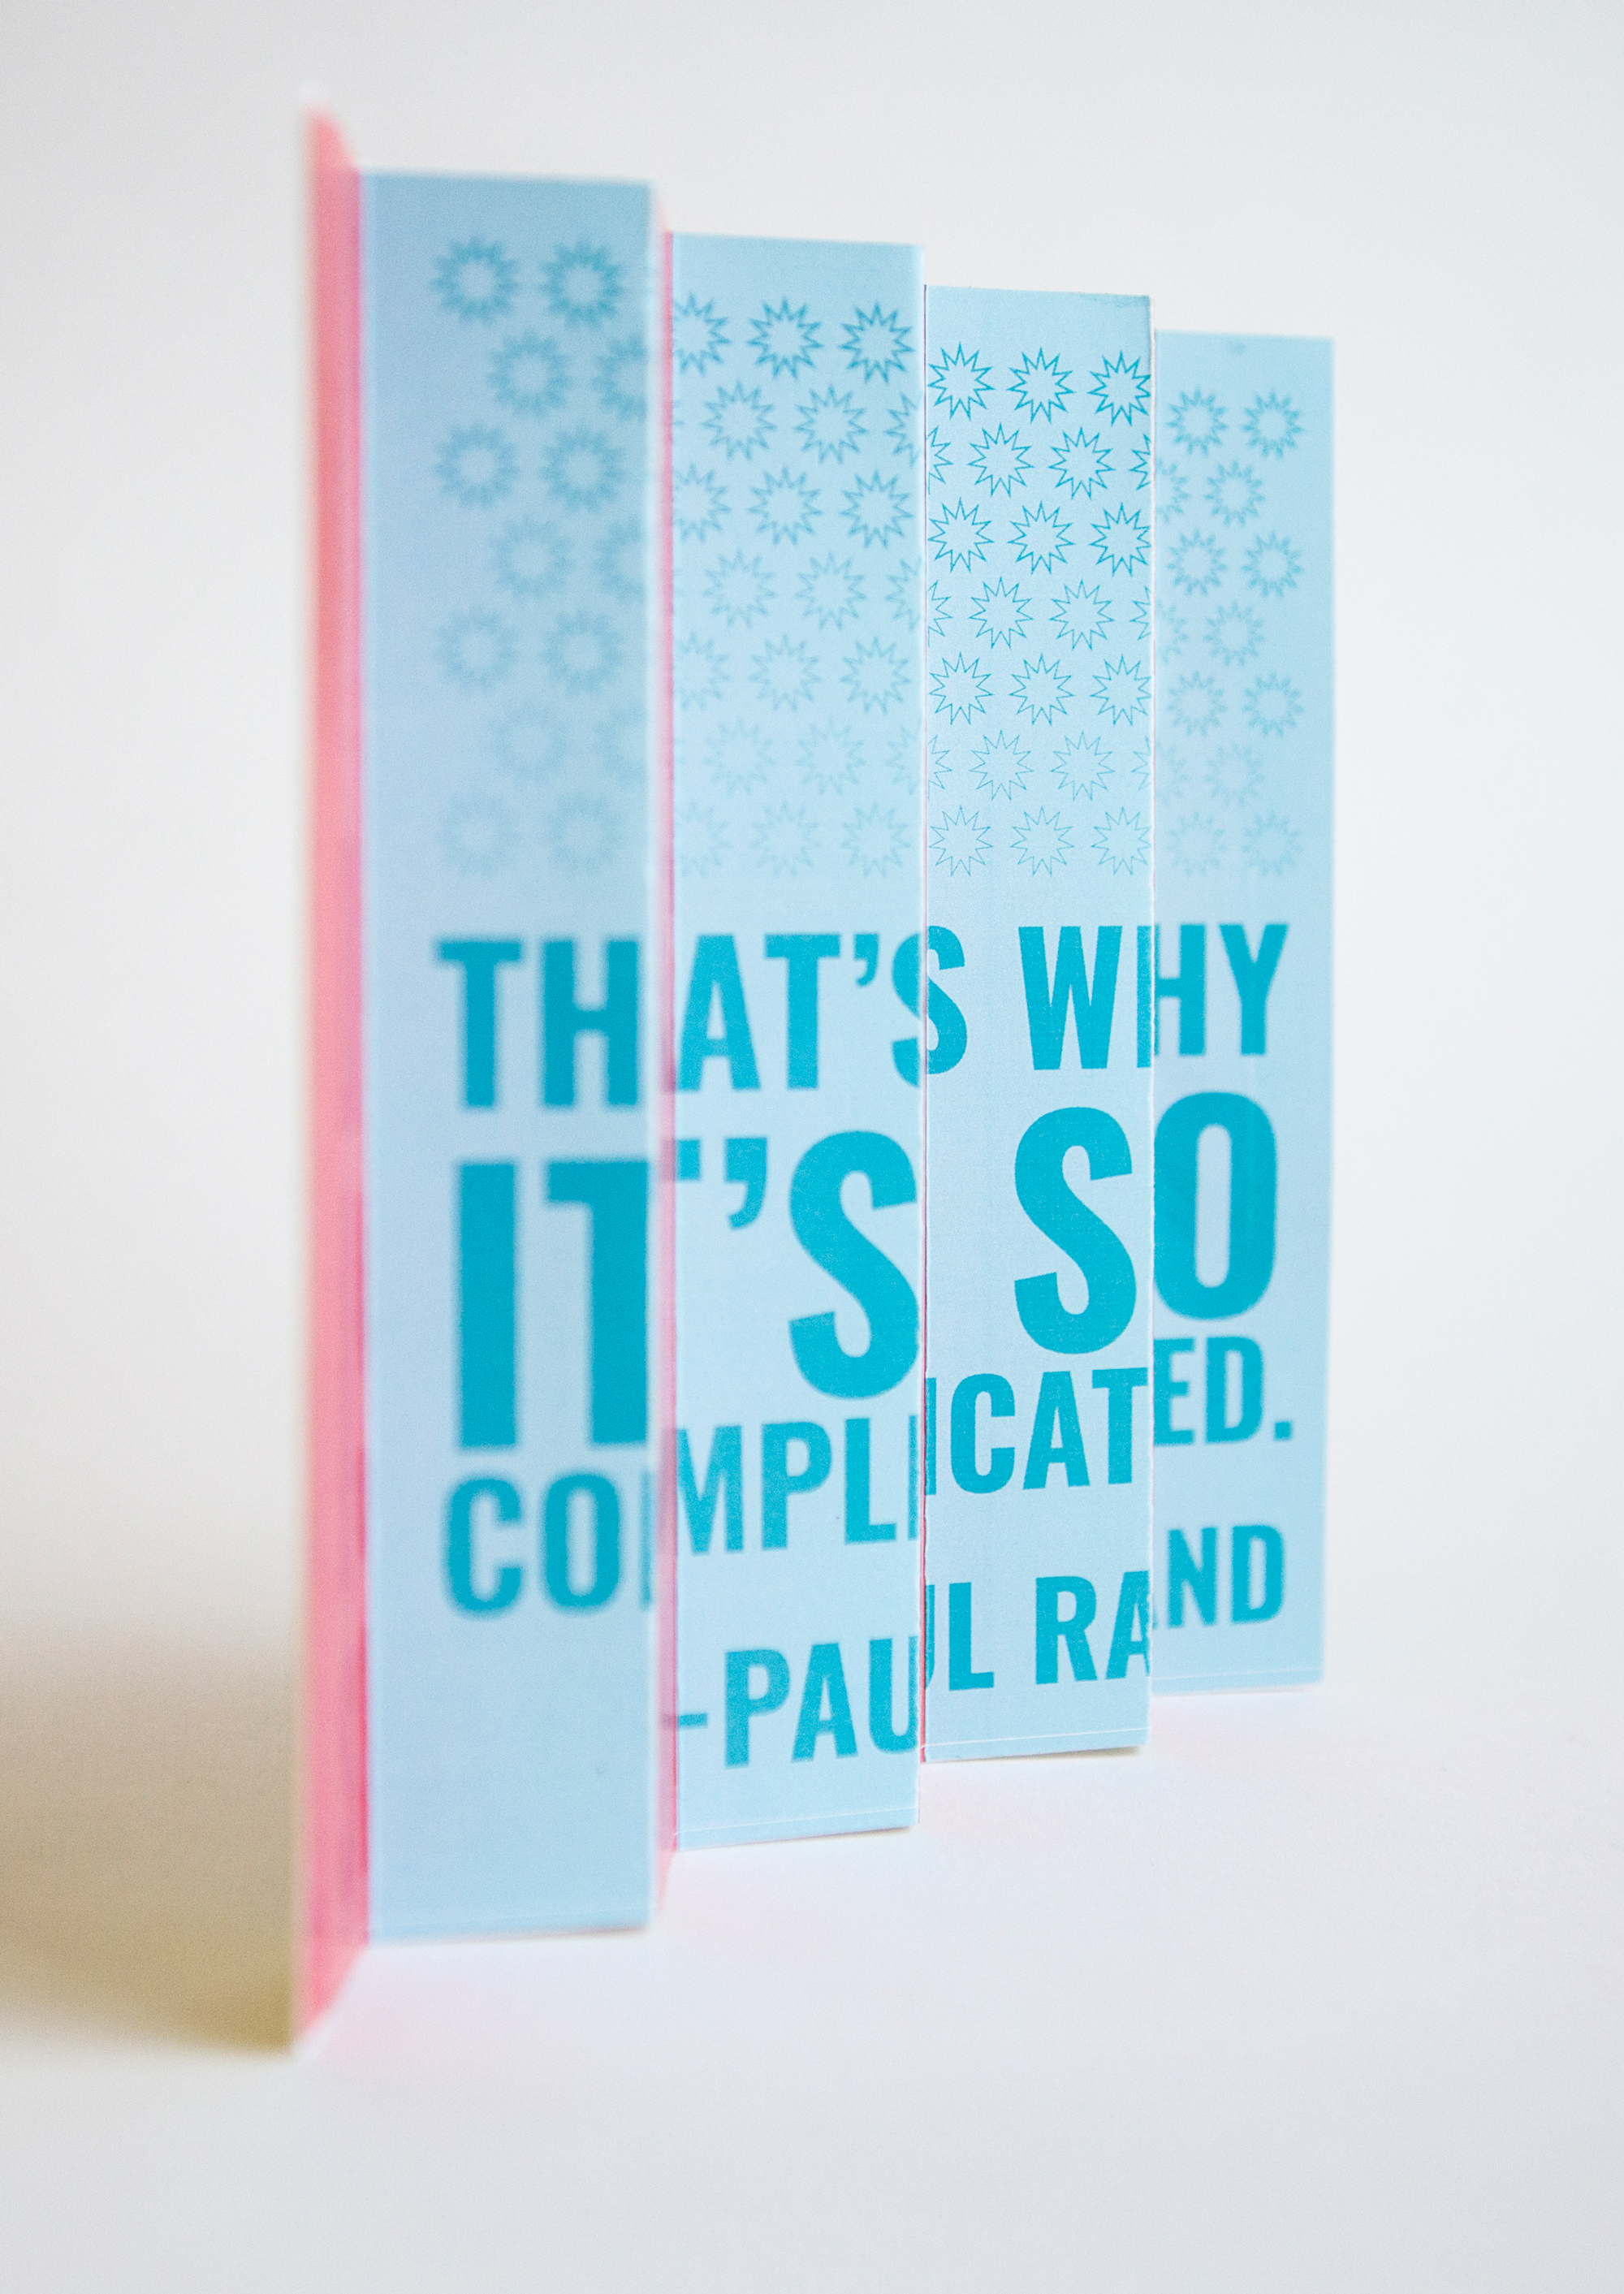 THAT’S WHY
IT’S SO
COMPLICATED.
-PAUL RAND